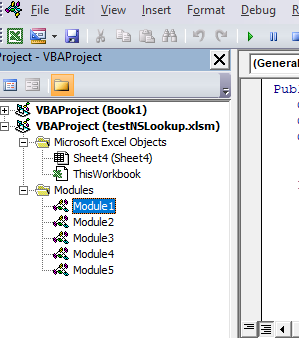 File Edit View Insert Format Debug R
Project - VBAProject
(General
VBAProject (Book1)
Publ
VBAProject (testNSLookup.xlsm)
Microsoft Excel Objects
Sheet4 (Sheet4)
ThisWorkbook
Modules
Module1
Module2
Module3
Module4
Module5